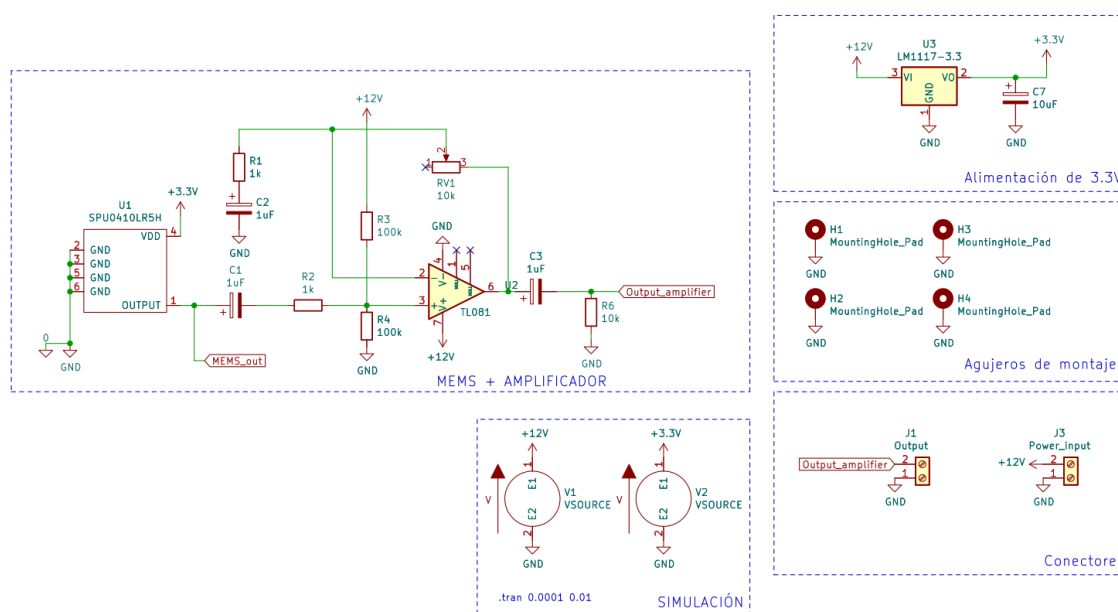 +12V
R1
1k
C2
1uF
GND
U1
SPU0410LR5H
+3.3V
VDD
4
2
GND
3
GND
5
GND
6
GND
OUTPUT
1
0
GND
MEMS_out
C1
1uF
R2
1k
R3
100k
R4
100k
GND
1
2
3
RV1
10k
GND
4
1
5
2
V-
3
V+
7
6
U2
TL081
+12V
C3
1uF
Output_amplifier
R6
10k
GND
MEMS + AMPLIFICADOR
+12V
U3
LM1117-3.3
+3.3V
3
VI
VO
2
GND
1
GND
C7
10uF
GND
Alimentación de 3.3V
H1
MountingHole_Pad
GND
H3
MountingHole_Pad
GND
H2
MountingHole_Pad
GND
H4
MountingHole_Pad
GND
Agujeros de montaje
J1
Output
Output_amplifier
2
1
GND
J3
Power_input
+12V
2
1
GND
Conectore
+12V
1
E1
E2
2
V
V1
VSOURCE
GND
+3.3V
1
E1
E2
2
V
V2
VSOURCE
GND
.tran 0.0001 0.01
SIMULACIÓN